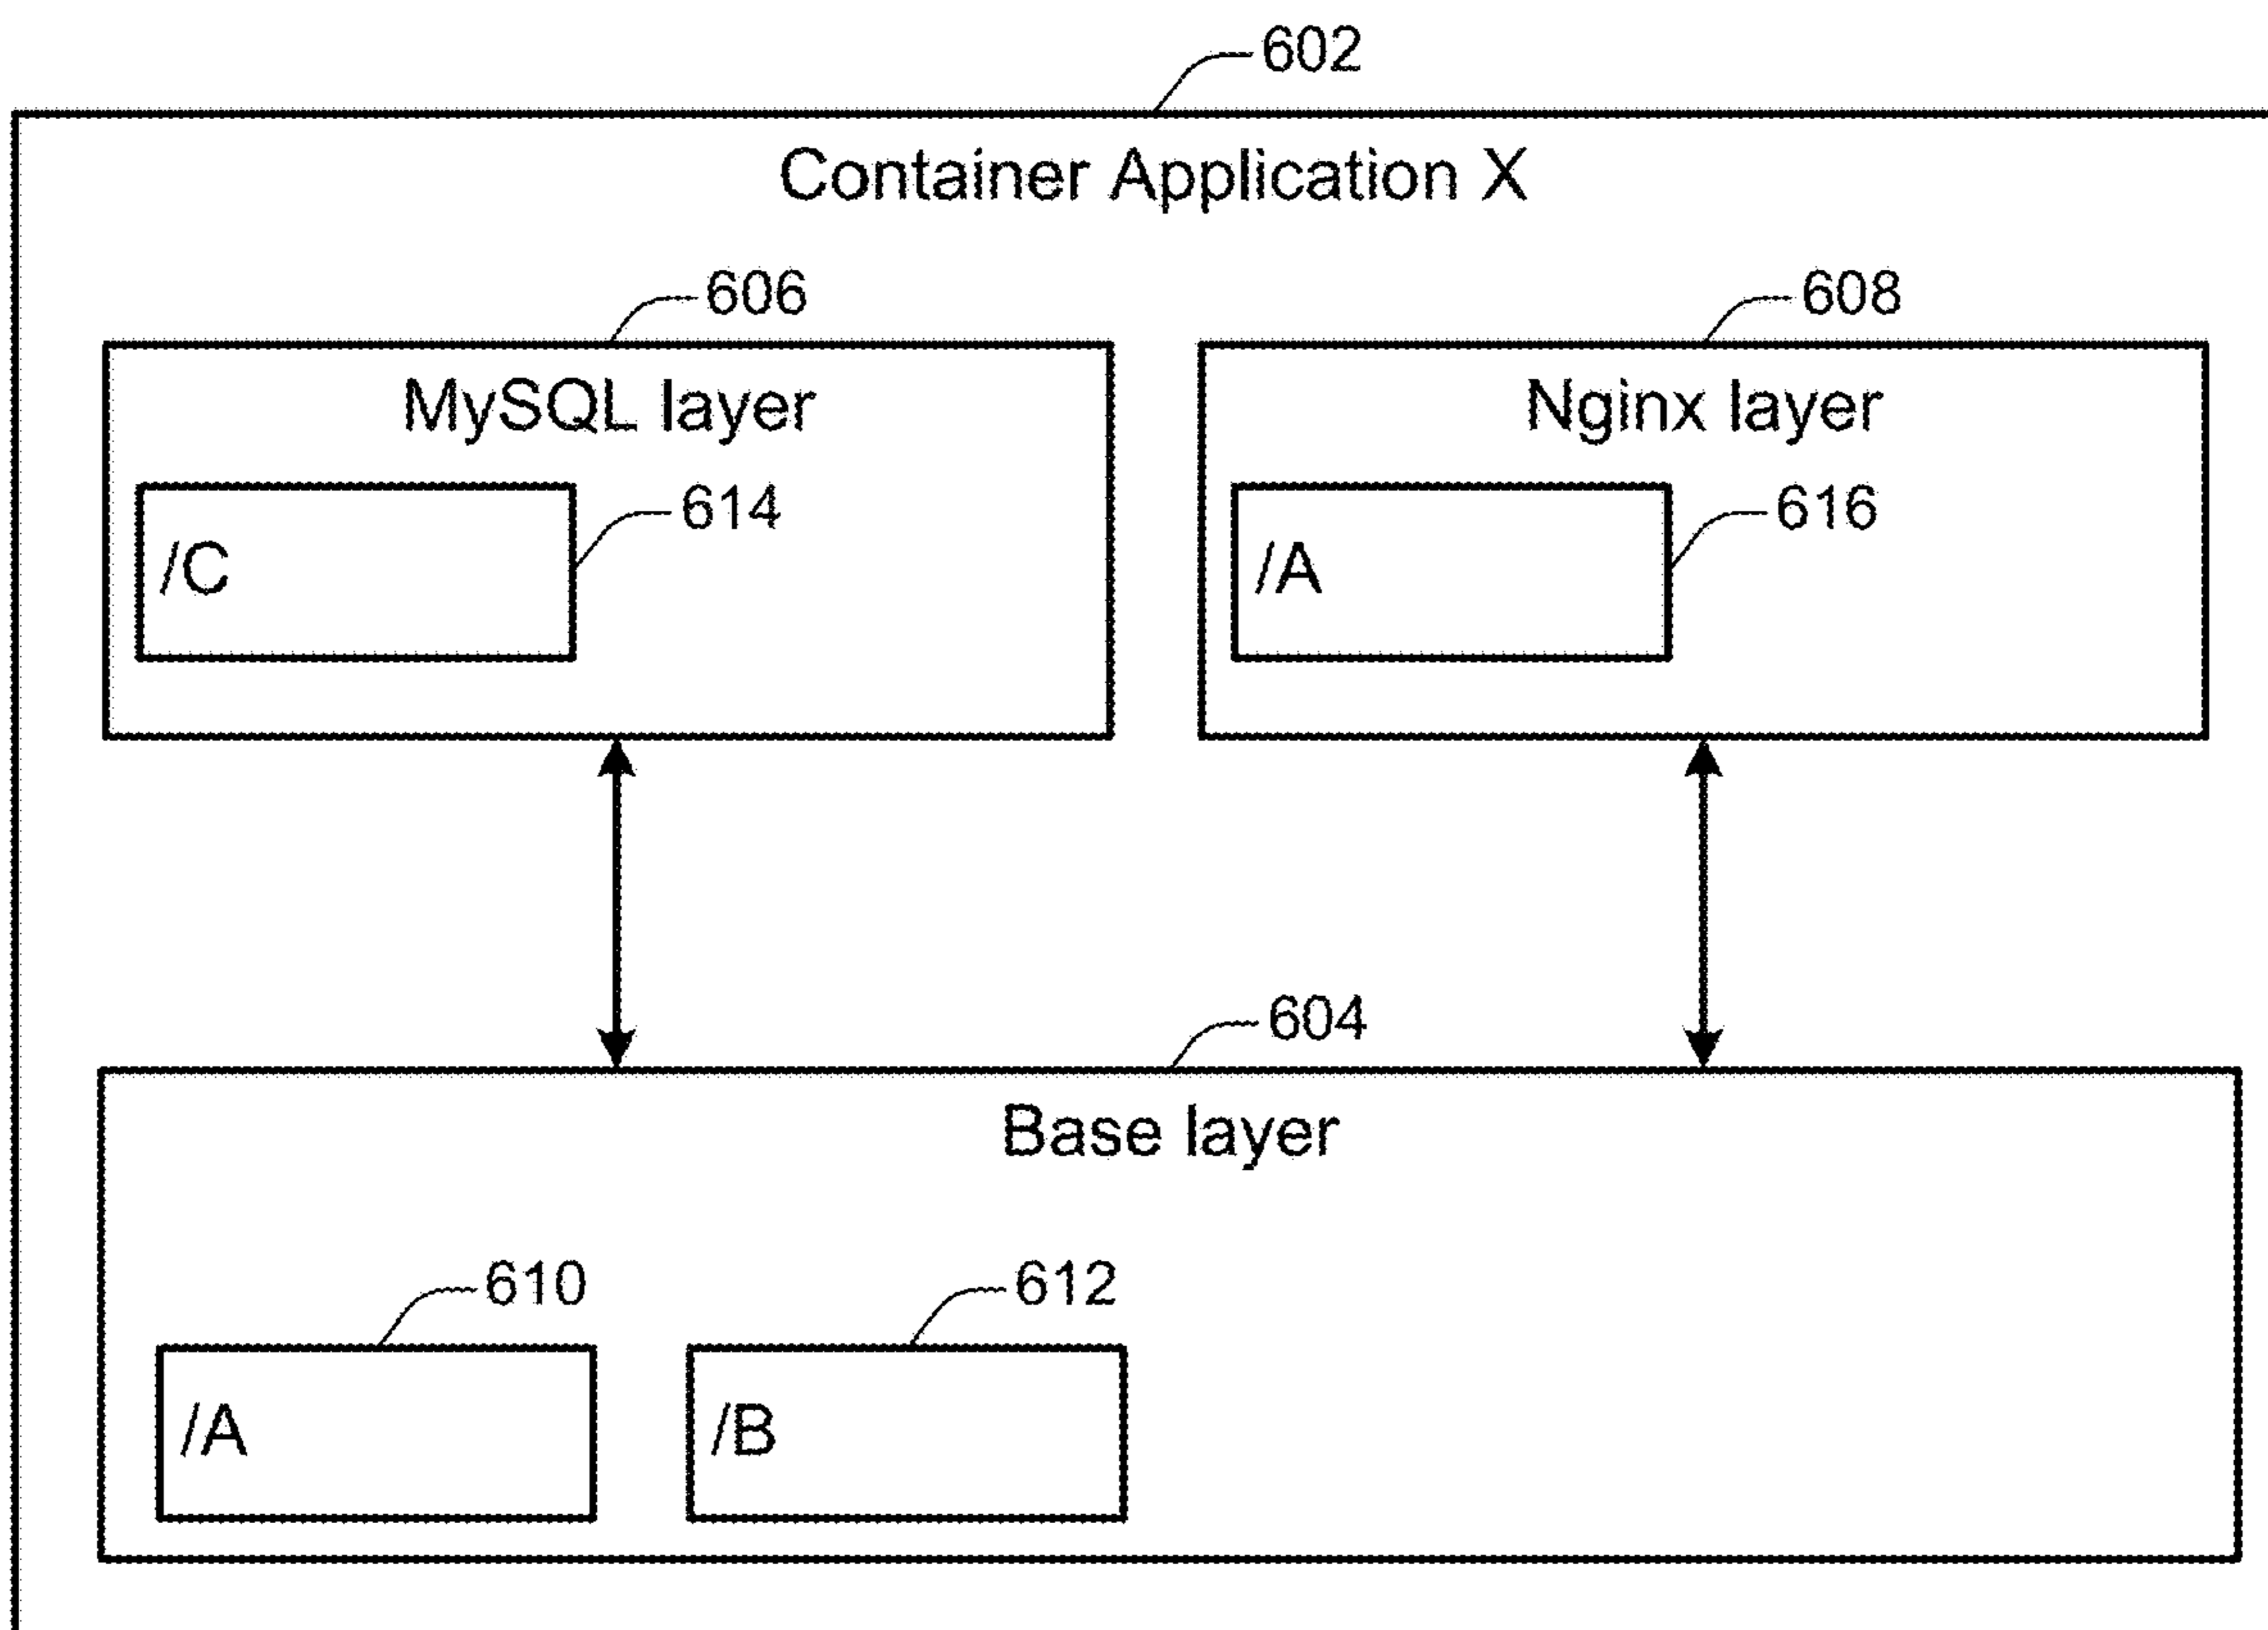 602
Container Application X
606
608
MySQL layer
Nginx layer
614
616
/C
/A
604
Base layer
610
612
/A
/B